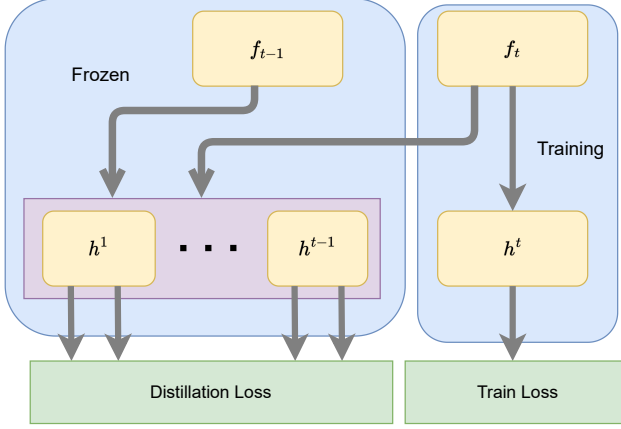 f_{t-1}
f_t
Frozen
Training
h^1
. . .
h^{t-1}
h^t
Distillation Loss
Train Loss